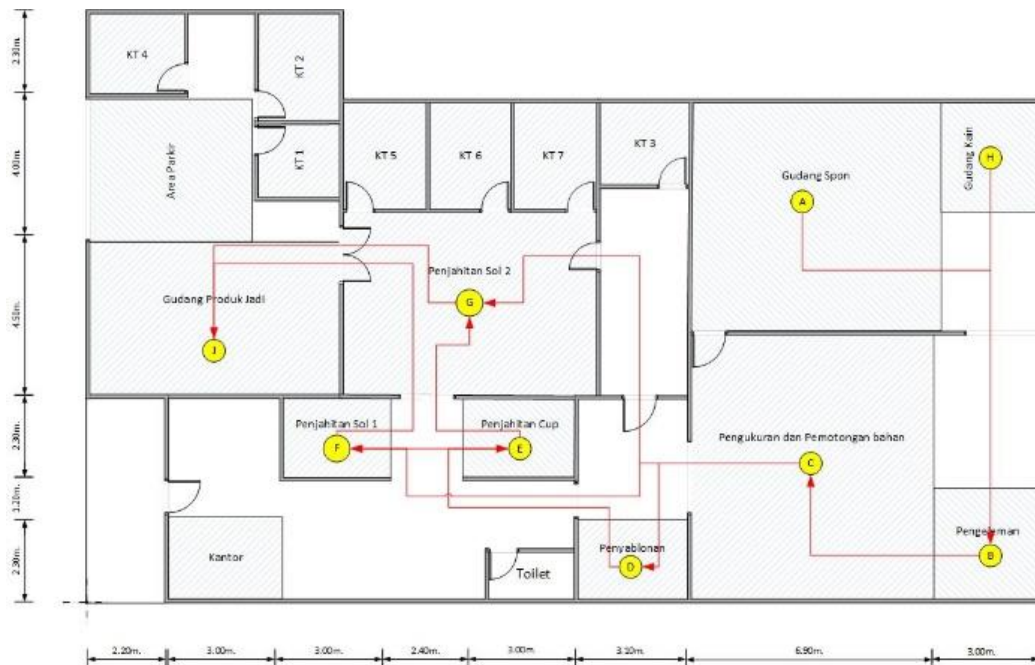 2.30m.
4.00m.
4.50m.
2.30m.
1.20m.
2.30m.
KT 4
KT 2
KT 1
Area Parkir
KT 5
KT 6
KT 7
KT 3
Gudang Spon
A
Gudang Kain
H
Penjahitan Sol 2
G
Gudang Produk Jadi
J
Penjahitan Sol 1
F
Penjahitan Cup
E
Pengukuran dan Pemotongan bahan
C
Kantor
Toilet
Penyablonan
D
B
2.20m.
3.00m.
3.00m.
2.40m.
3.00m.
3.10m.
6.90m.
3.00m.